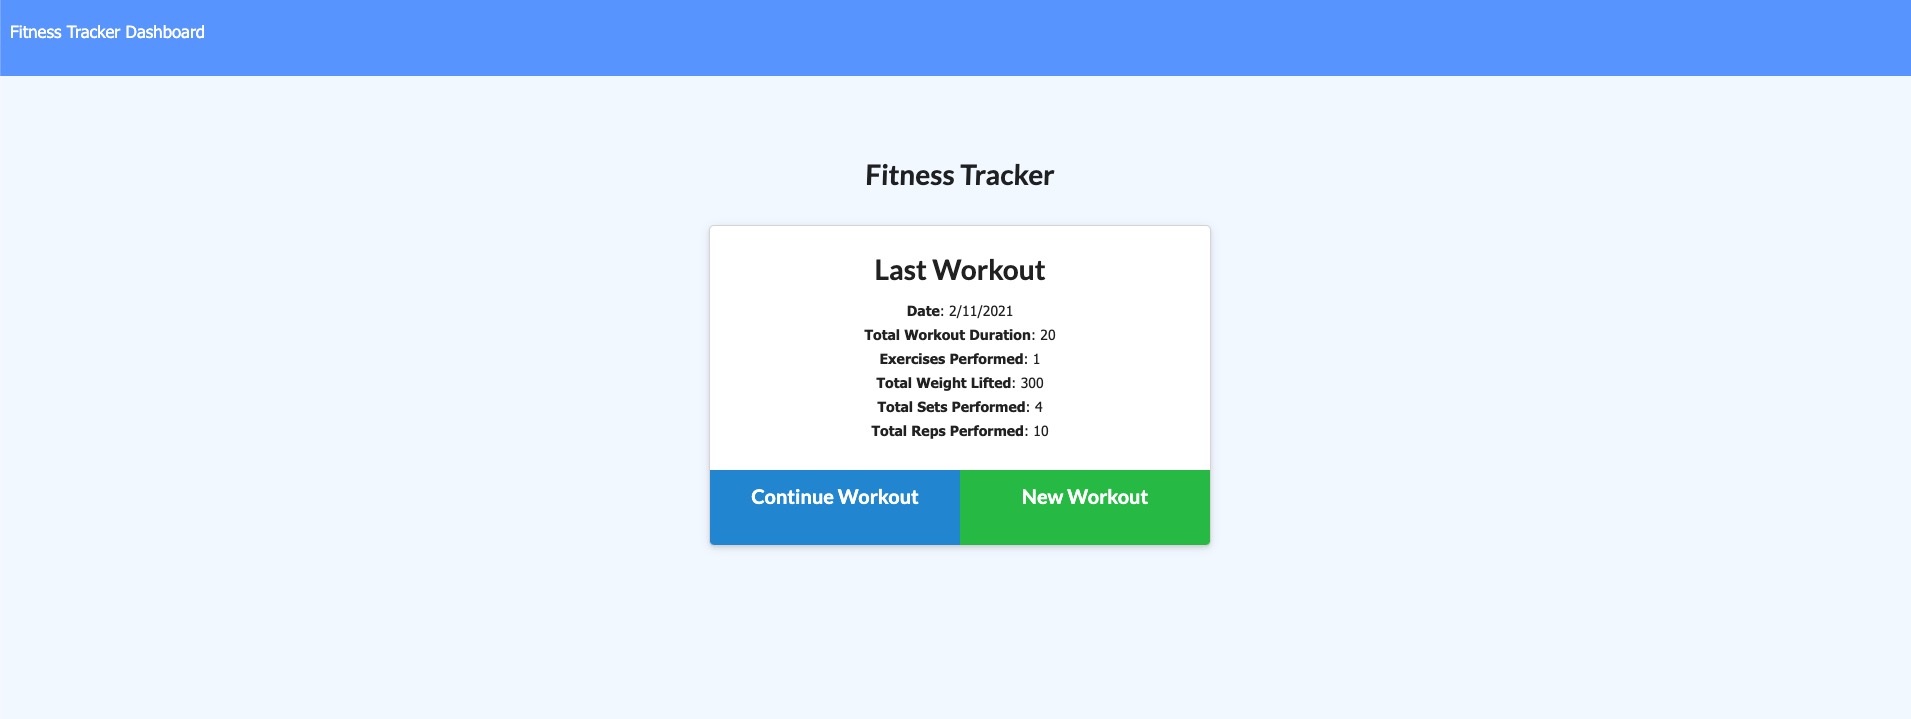 Fitness Tracker Dashboard
Fitness Tracker
Last Workout
Date: 2/11/2021
Total Workout Duration: 20
Exercises Performed: 1
Total Weight Lifted: 300
Total Sets Performed: 4
Total Reps Performed: 10
Continue Workout New Workout